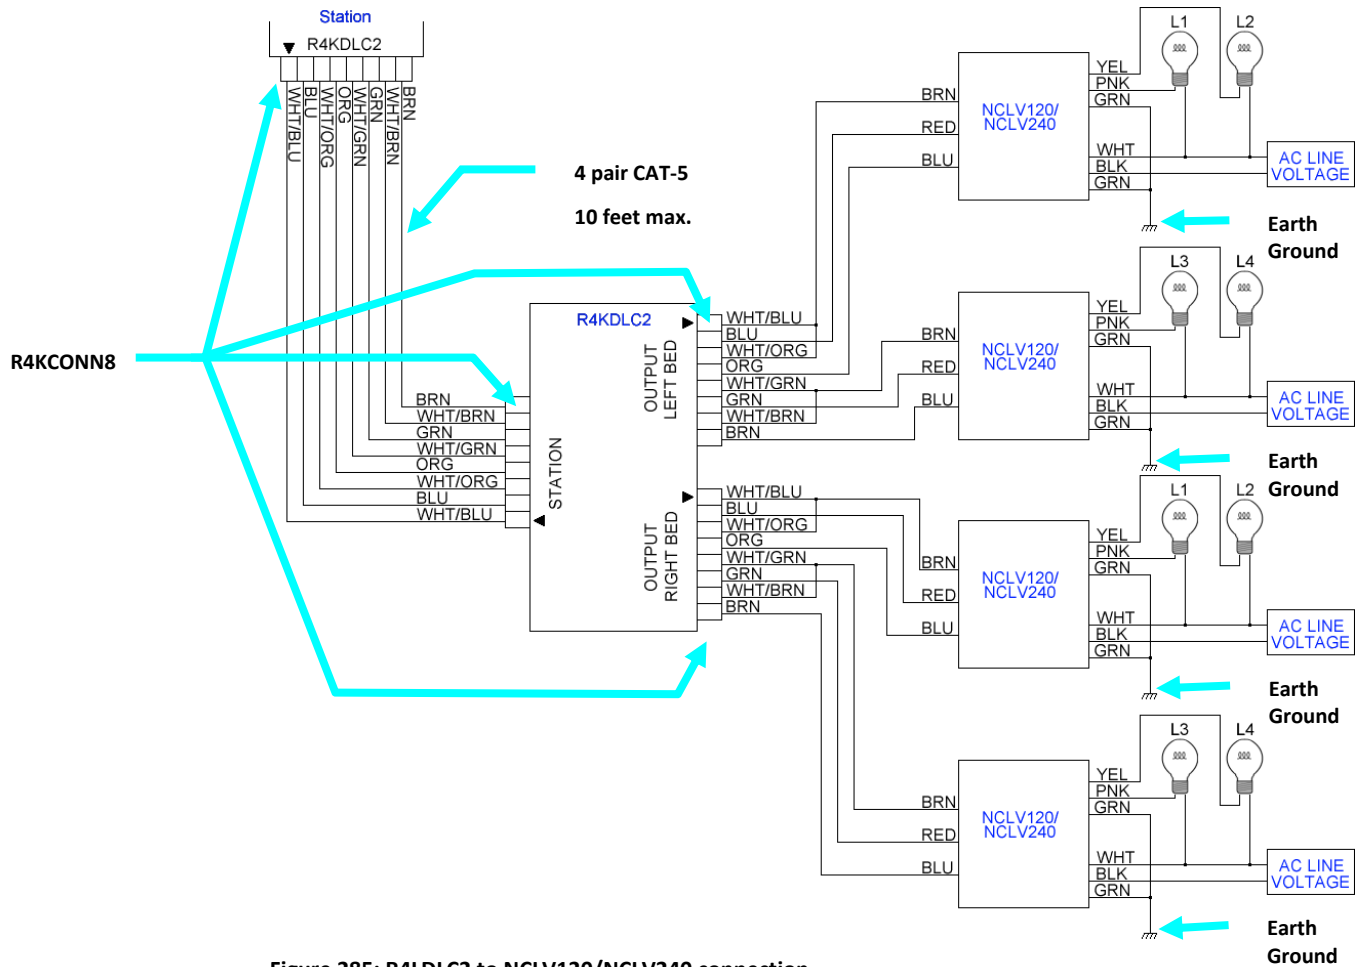 Station
R4KDLC2
WHT/BLU
BLU
WHT/ORG
ORG
WHT/GRN
GRN
WHT/BRN
BRN
4 pair CAT-5
10 feet max.
R4KCONN8
R4KDLC2
STATION
BRN
WHT/BRN
GRN
WHT/GRN
ORG
WHT/ORG
BLU
WHT/BLU
OUTPUT
LEFT BED
WHT/BLU
BLU
WHT/ORG
ORG
WHT/GRN
GRN
WHT/BRN
BRN
OUTPUT
RIGHT BED
WHT/BLU
BLU
WHT/ORG
ORG
WHT/GRN
GRN
WHT/BRN
BRN
BRN
RED
BLU
NCLV120/
NCLV240
YEL
PNK
GRN
WHT
BLK
GRN
L1
L2
AC LINE
VOLTAGE
Earth
Ground
BRN
RED
BLU
NCLV120/
NCLV240
YEL
PNK
GRN
WHT
BLK
GRN
L3
L4
AC LINE
VOLTAGE
Earth
Ground
BRN
RED
BLU
NCLV120/
NCLV240
YEL
PNK
GRN
WHT
BLK
GRN
L1
L2
AC LINE
VOLTAGE
Earth
Ground
BRN
RED
BLU
NCLV120/
NCLV240
YEL
PNK
GRN
WHT
BLK
GRN
L3
L4
AC LINE
VOLTAGE
Earth
Ground
to NCLV120/NCLV240 connection